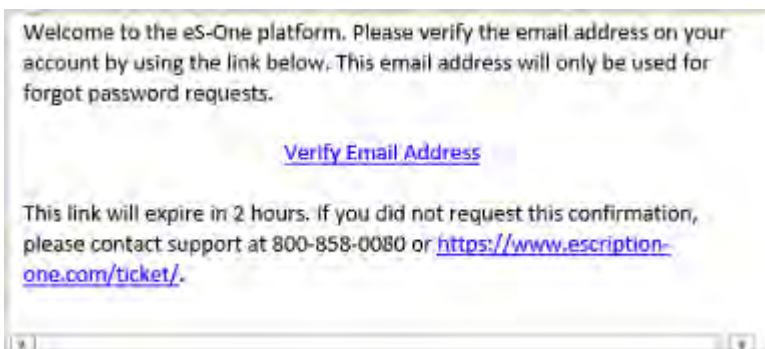 Welcome to the eS-One platform. Please verify the email address on your
account by using the link below. This email address will only be used for
forgot password requests.
Verify Email Address
This link will expire in 2 hours. If you did not request this confirmation,
please contact support at 800-858-0080 or https://www.escription-
one.com/ticket/.